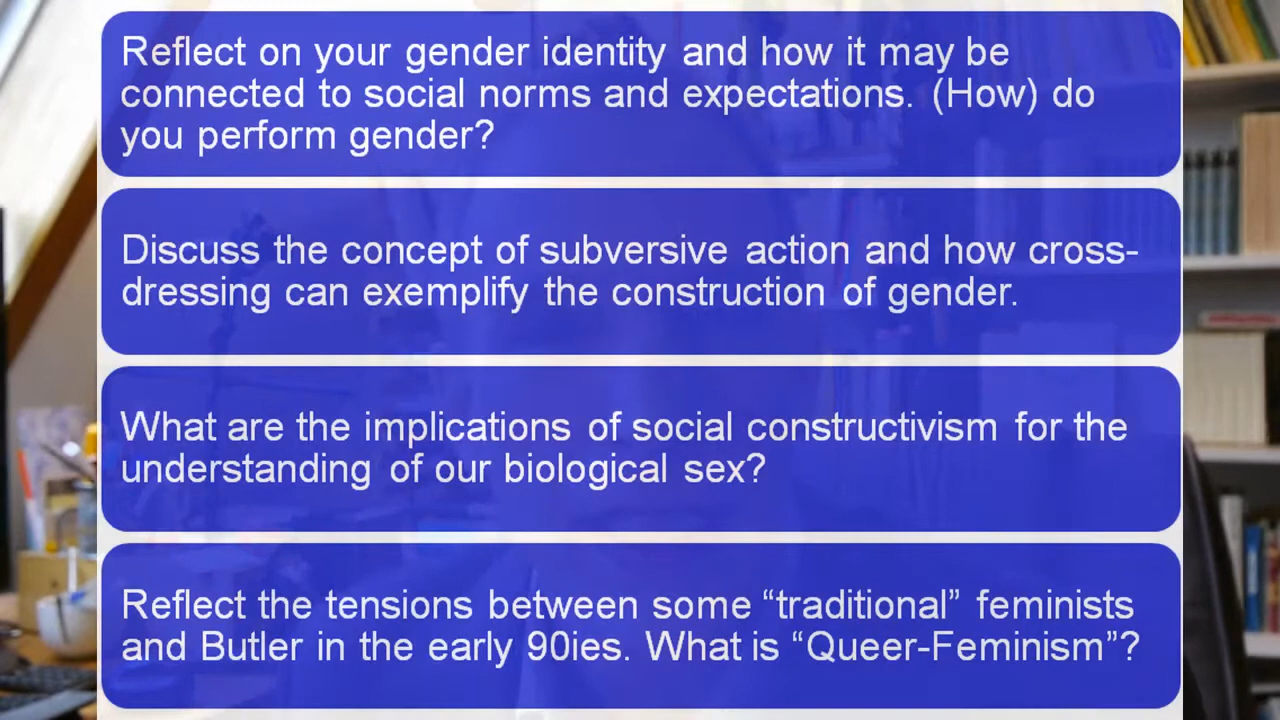 Reflect on your gender identity and how it may be
connected to social norms and expectations. (How) do
you perform gender?
Discuss the concept of subversive action and how cross-
dressing can exemplify the construction of gender.
What are the implications of social constructivism for the
understanding of our biological sex?
Reflect the tensions between some “traditional” feminists
and Butler in the early 90ies. What is “Queer-Feminism”?